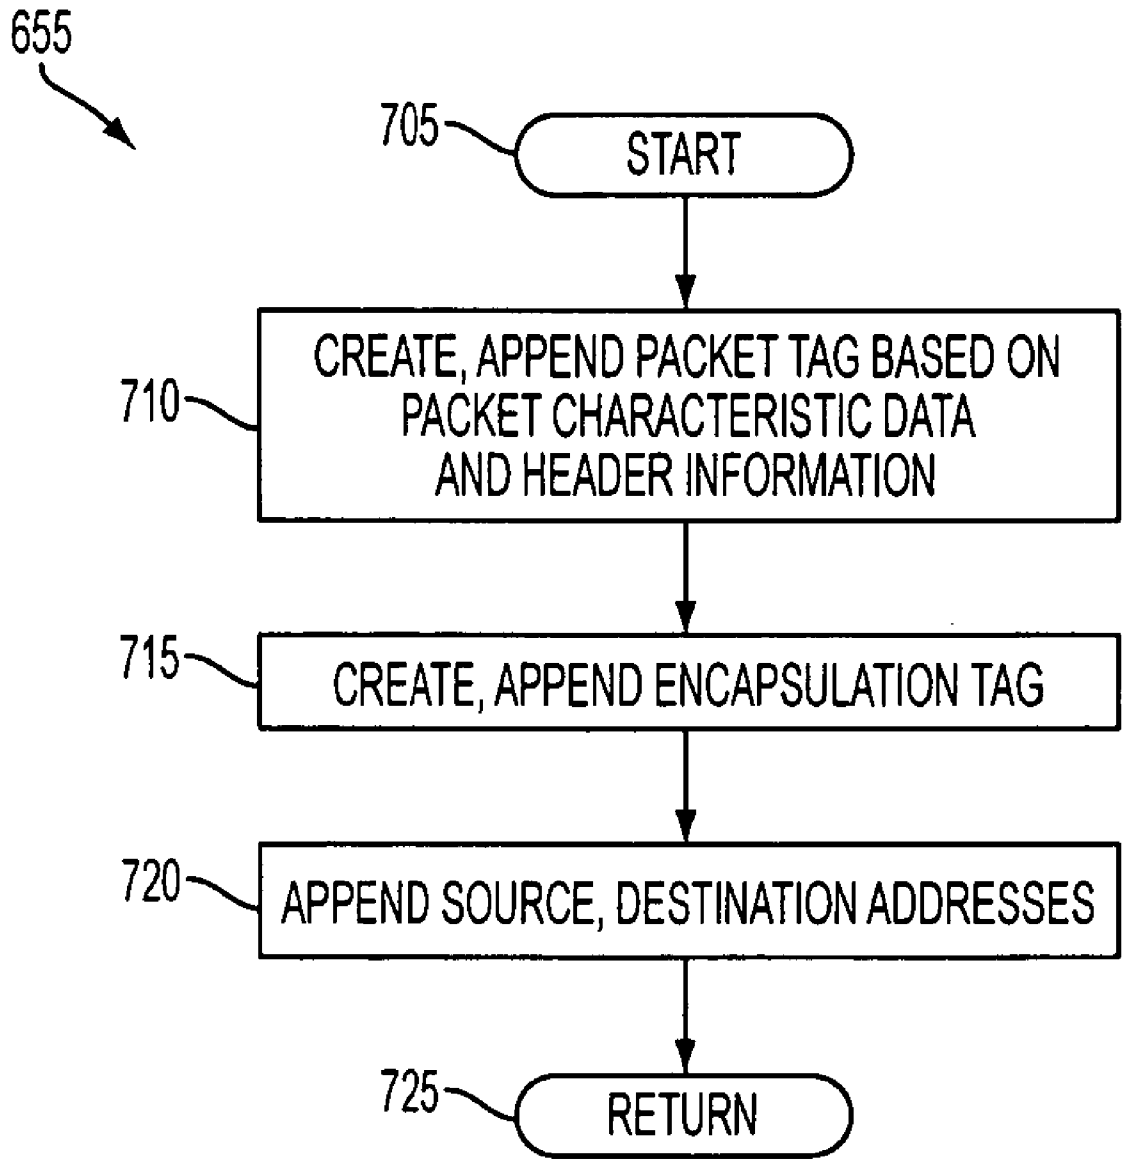 655
705
START
710
CREATE, APPEND PACKET TAG BASED ON
PACKET CHARACTERISTIC DATA
AND HEADER INFORMATION
715
CREATE, APPEND ENCAPSULATION TAG
720
APPEND SOURCE, DESTINATION ADDRESSES
725
RETURN